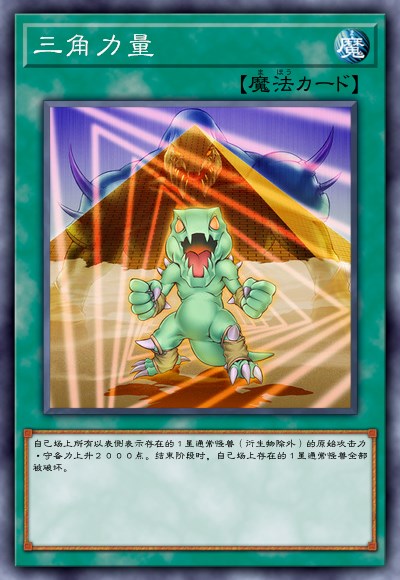 三角力量
魔
【魔法カード】
ま ほう
自己场上所有以表侧表示存在的1星通常怪兽（衍生物除外）的原始攻击力
・守备力上升2000点。结束阶段时，自己场上存在的1星通常怪兽全部
被破坏。